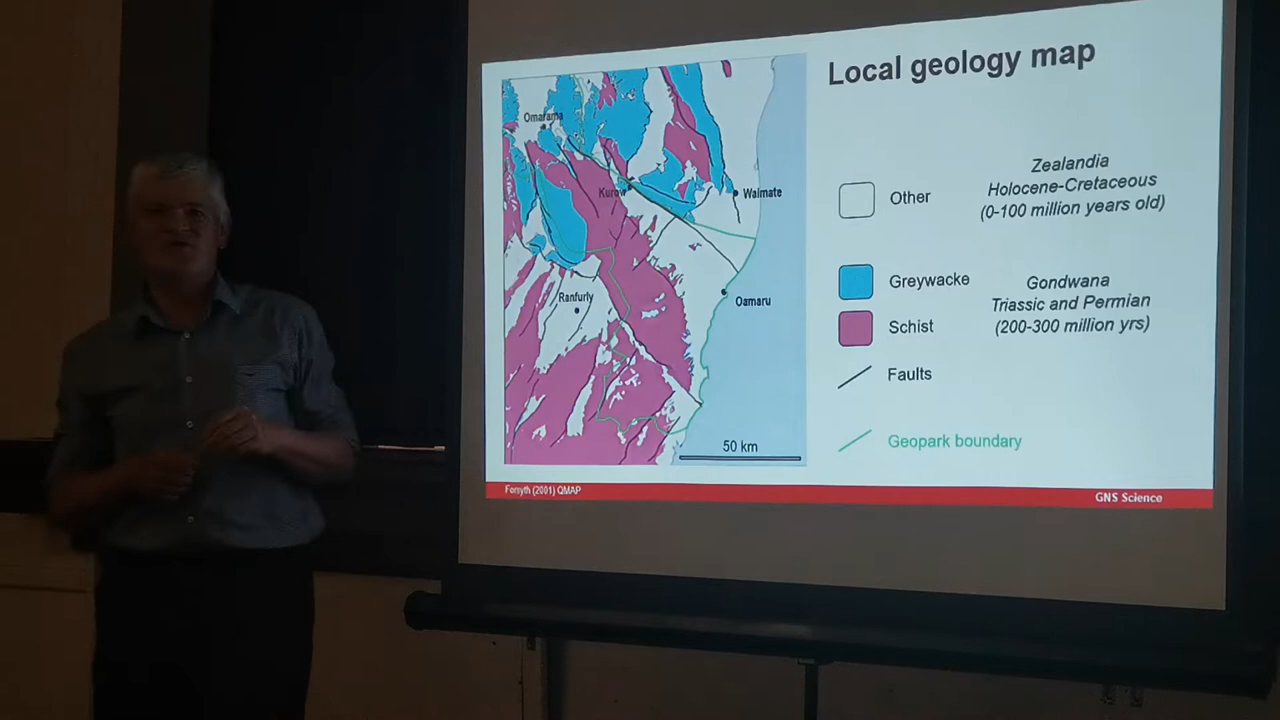 Local geology map
Omarama
Kurow
Waimate
Ranfurly
Oamaru
50 km
Other
Zealandia
Holocene-Cretaceous
(0-100 million years old)
Greywacke
Schist
Gondwana
Triassic and Permian
(200-300 million yrs)
Faults
Geopark boundary
Forsyth (2001) QMAP
GNS Science